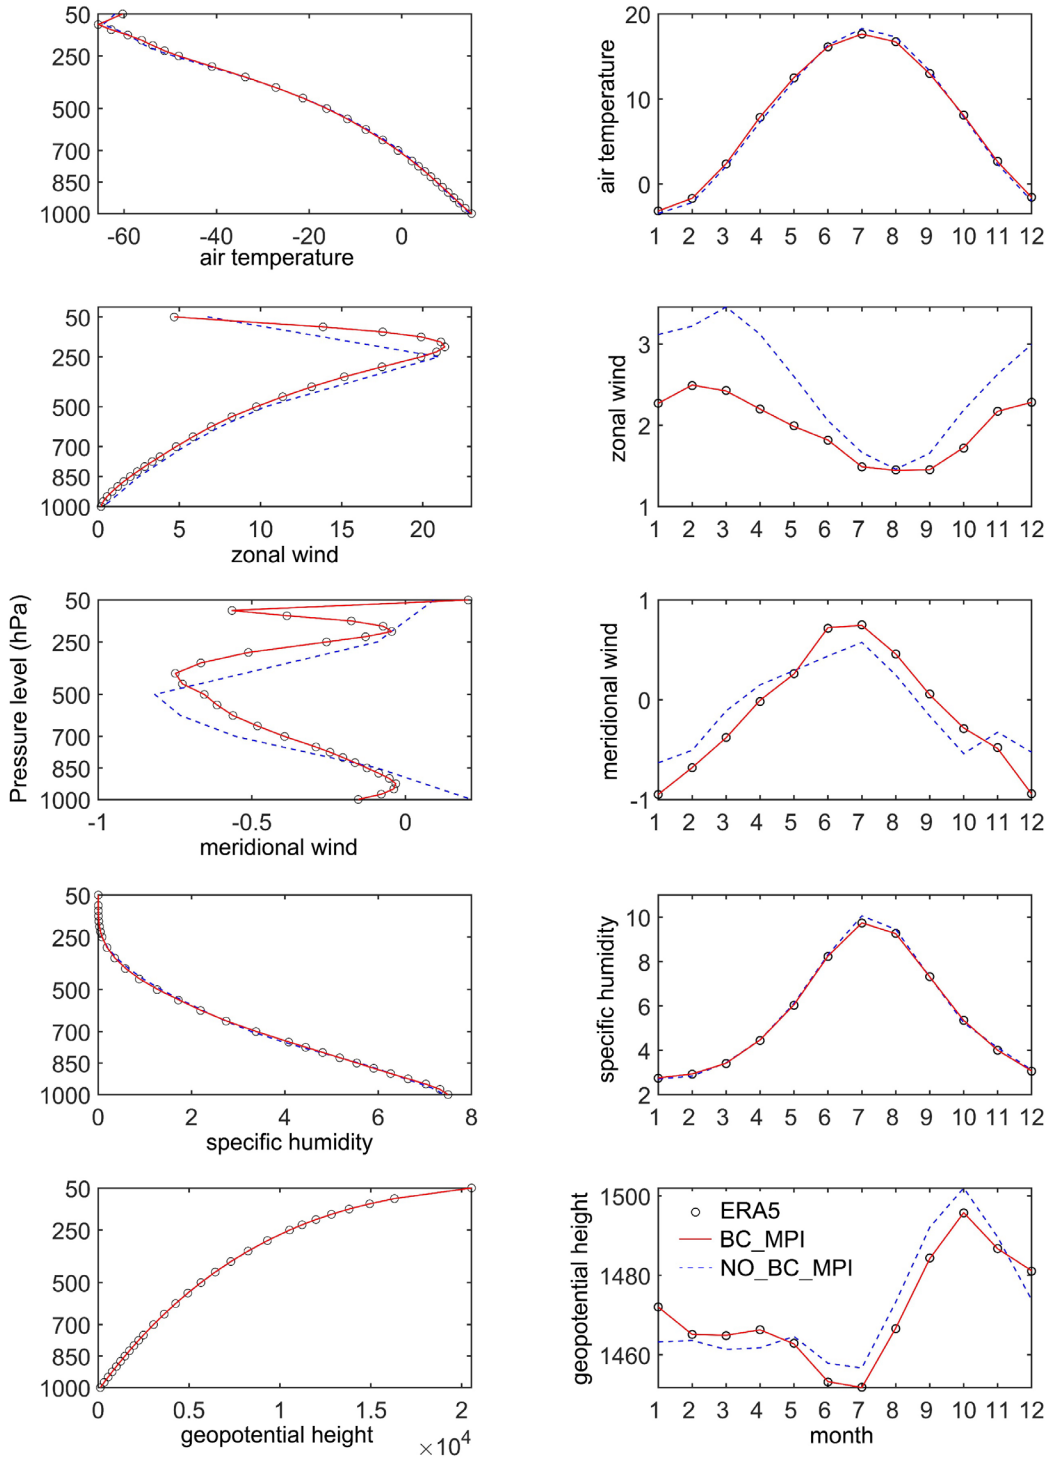 50
250
500
700
850
1000
-60 -40 -20 0
air temperature
20
10
0
air temperature
1 2 3 4 5 6 7 8 9 10 11 12
50
250
500
700
850
1000
0 5 10 15 20
zonal wind
3
2
1
zonal wind
1 2 3 4 5 6 7 8 9 10 11 12
Pressure level (hPa)
50
250
500
700
850
1000
-1 -0.5 0
meridional wind
1
0
-1
meridional wind
1 2 3 4 5 6 7 8 9 10 11 12
50
250
500
700
850
1000
0 2 4 6 8
specific humidity
10
8
6
4
2
specific humidity
1 2 3 4 5 6 7 8 9 10 11 12
50
250
500
700
850
1000
0 0.5 1 1.5 2
geopotential height
×10⁴
1500
1480
1460
geopotential height
ERA5
BC_MPI
NO_BC_MPI
1 2 3 4 5 6 7 8 9 10 11 12
month